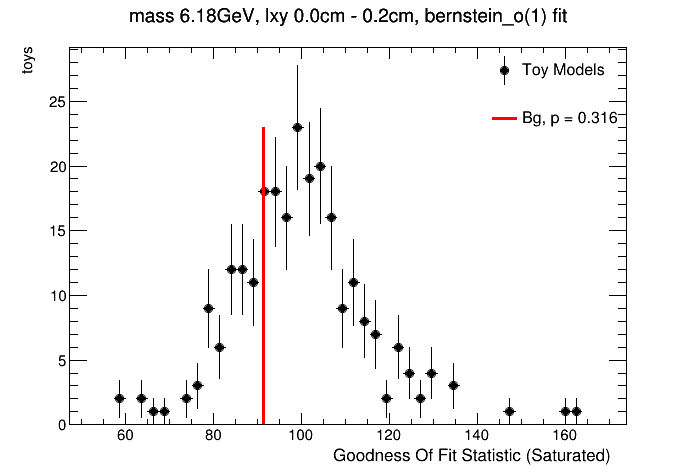 mass 6.18GeV, lxy 0.0cm - 0.2cm, bernstein_o(1) fit
toys
Toy Models
Bg, p = 0.316
25
20
15
10
5
0
60 80 100 120 140 160
Goodness Of Fit Statistic (Saturated)